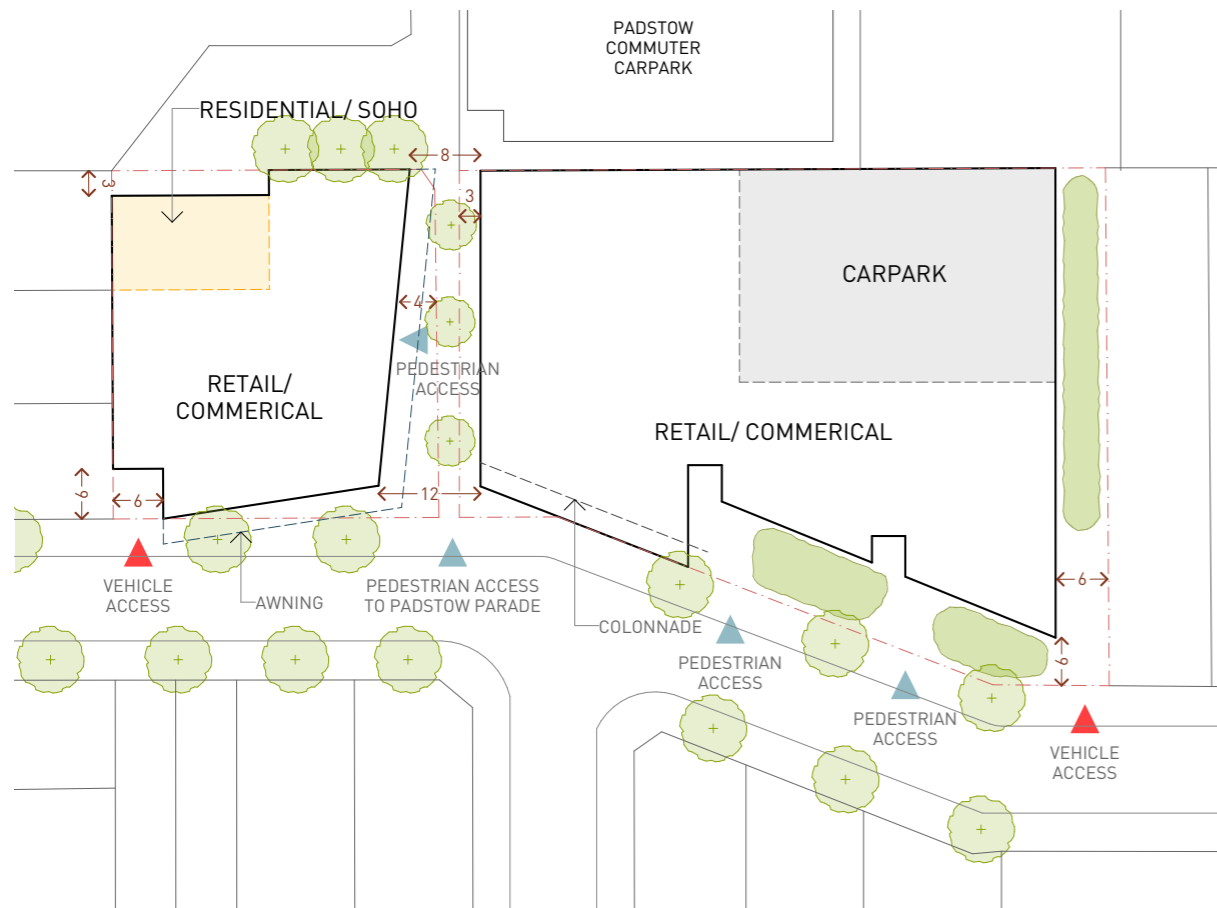 PADSTOW
COMMUTER
CARPARK
RESIDENTIAL/ SOHO
8
3
3
CARPARK
4
PEDESTRIAN
ACCESS
RETAIL/
COMMERICAL
RETAIL/ COMMERICAL
6
6
12
VEHICLE
ACCESS
AWNING
PEDESTRIAN ACCESS
TO PADSTOW PARADE
COLONNADE
6
6
PEDESTRIAN
ACCESS
PEDESTRIAN
ACCESS
VEHICLE
ACCESS